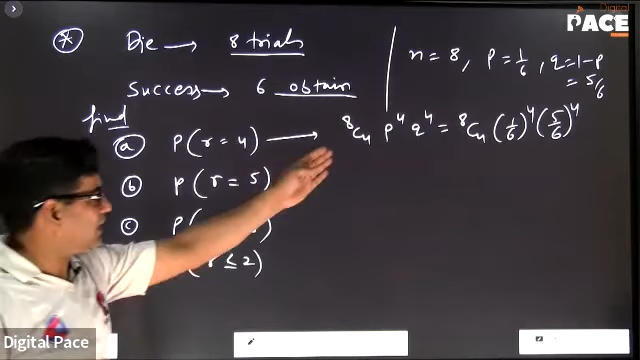 Digital
PACE
* Die → 8 trials
n = 8, p = 1/6, q = 1 - p
= 5/6
Success → 6 obtain
find
(a) P(r = 4) → ⁸C₄ p⁴ q⁴ = ⁸C₄ (1/6)⁴ (5/6)⁴
(b) P(r = 5)
(c) P(
r ≤ 2)
Digital Pace